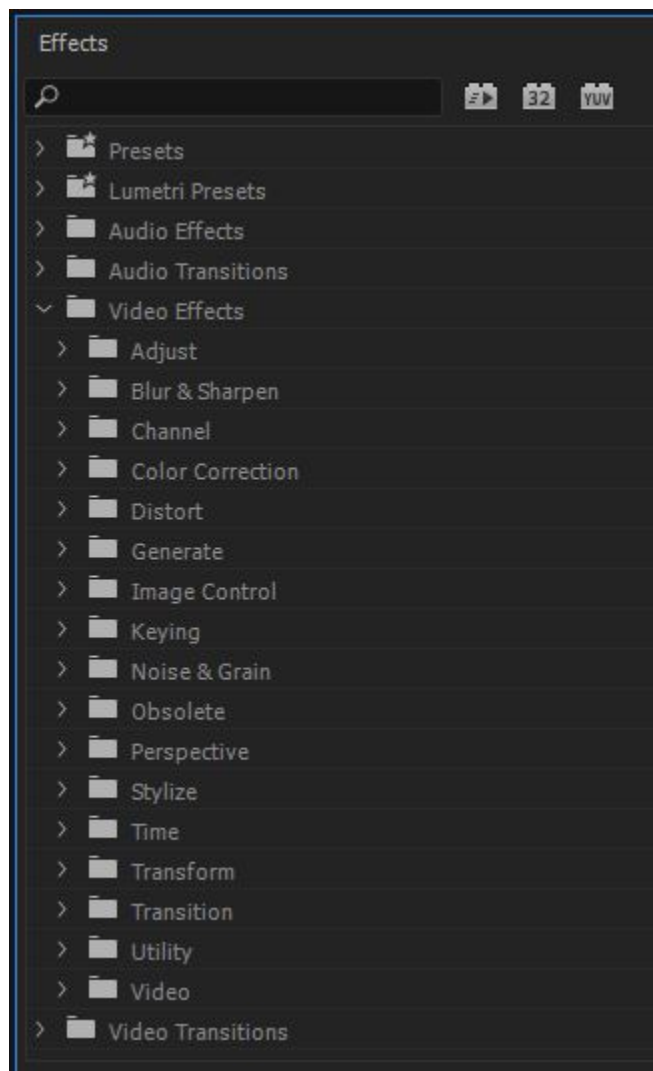 Effects
32 YUV
Presets
Lumetri Presets
Audio Effects
Audio Transitions
Video Effects
Adjust
Blur & Sharpen
Channel
Color Correction
Distort
Generate
Image Control
Keying
Noise & Grain
Obsolete
Perspective
Stylize
Time
Transform
Transition
Utility
Video
Video Transitions